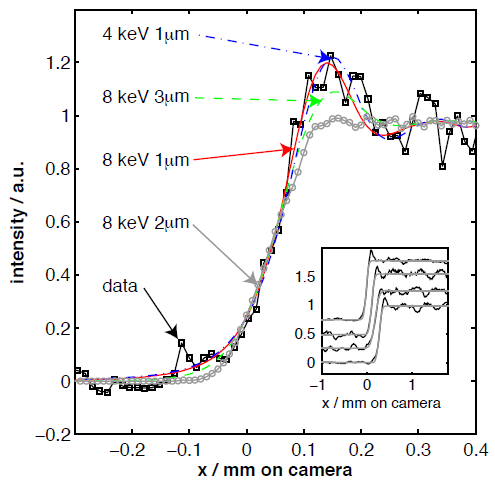 4 keV 1μm
8 keV 3μm
8 keV 1μm
8 keV 2μm
data
intensity / a.u.
1.2
1
0.8
0.6
0.4
0.2
0
−0.2
−0.2 −0.1 0 0.1 0.2 0.3 0.4
x / mm on camera
1.5
1
0.5
0
−1 0 1
x / mm on camera